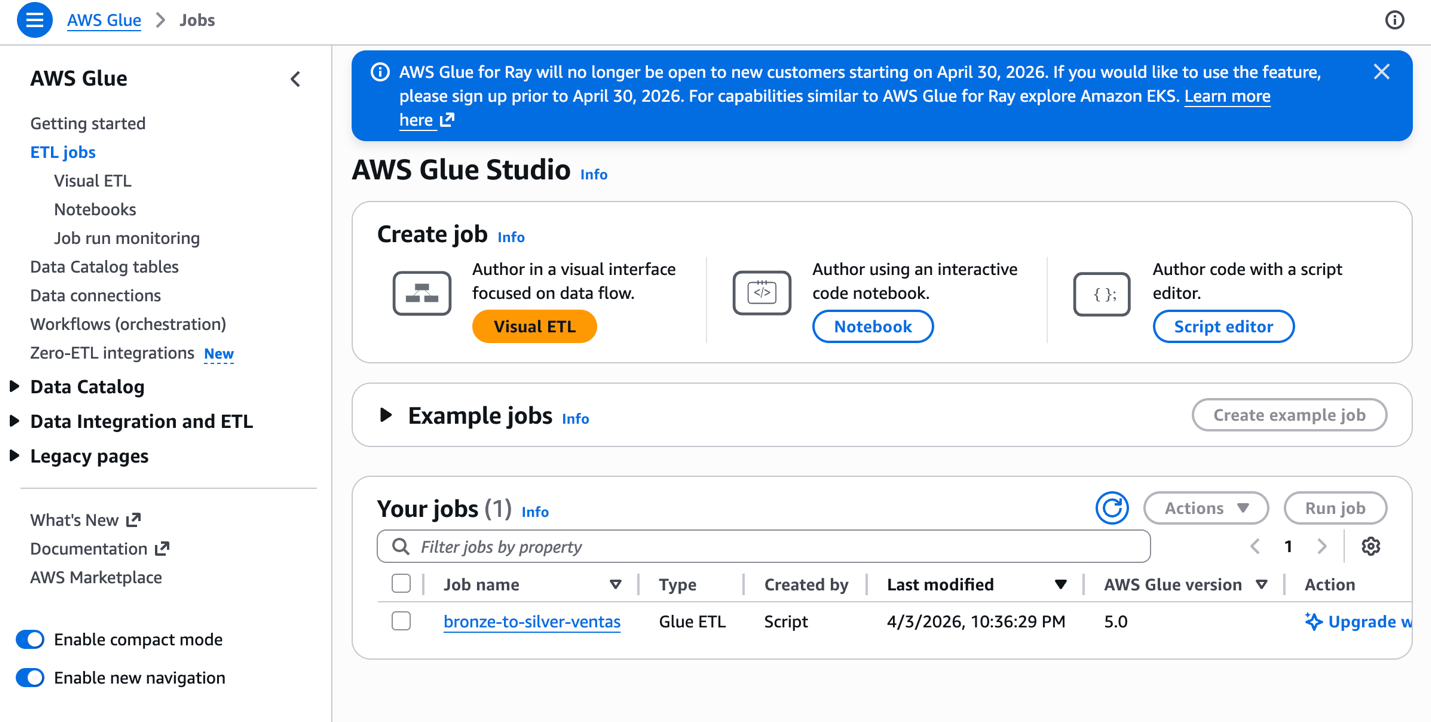 AWS Glue > Jobs
AWS Glue
Getting started
ETL jobs
Visual ETL
Notebooks
Job run monitoring
Data Catalog tables
Data connections
Workflows (orchestration)
Zero-ETL integrations New
Data Catalog
Data Integration and ETL
Legacy pages
What's New
Documentation
AWS Marketplace
Enable compact mode
Enable new navigation
AWS Glue for Ray will no longer be open to new customers starting on April 30, 2026. If you would like to use the feature,
please sign up prior to April 30, 2026. For capabilities similar to AWS Glue for Ray explore Amazon EKS. Learn more
here
AWS Glue Studio Info
Create job Info
Author in a visual interface
focused on data flow.
Visual ETL
</>
Author using an interactive
code notebook.
Notebook
{ };
Author code with a script
editor.
Script editor
Example jobs Info
Create example job
Your jobs (1) Info
Actions
Run job
Filter jobs by property
1
Job name Type Created by Last modified AWS Glue version Action
bronze-to-silver-ventas Glue ETL Script 4/3/2026, 10:36:29 PM 5.0 Upgrade